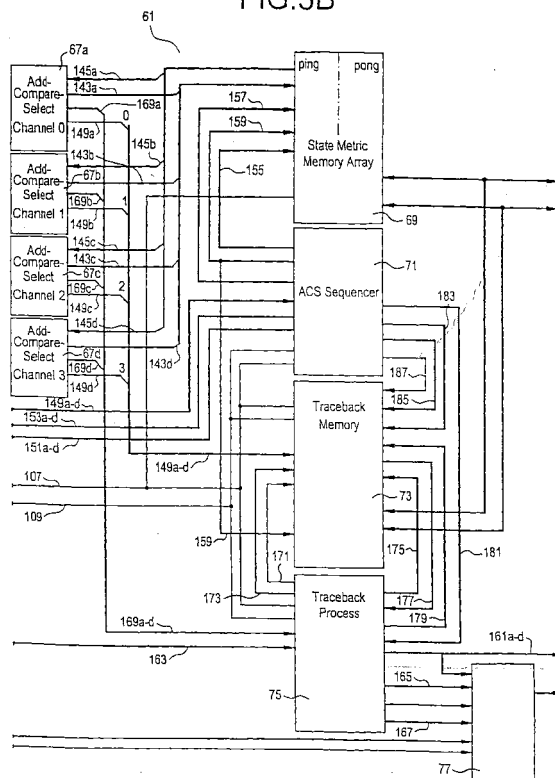 FIG.5B
61
67a
Add-
Compare-
Select
Channel 0
145a
143a
169a
149a
0
143b
145b
Add-
Compare-
Select
Channel 1
67b
169b
149b
1
145c
143c
Add-
Compare-
Select
Channel 2
67c
169c
149c
2
145d
143d
Add-
Compare-
Select
Channel 3
67d
169d
149d
3
149a-d
153a-d
151a-d
107
109
149a-d
159
171
173
169a-d
163
157
159
155
ping
pong
State Metric
Memory Array
69
71
ACS Sequencer
183
187
185
Traceback
Memory
73
175
177
179
181
Traceback
Process
75
161a-d
165
167
77